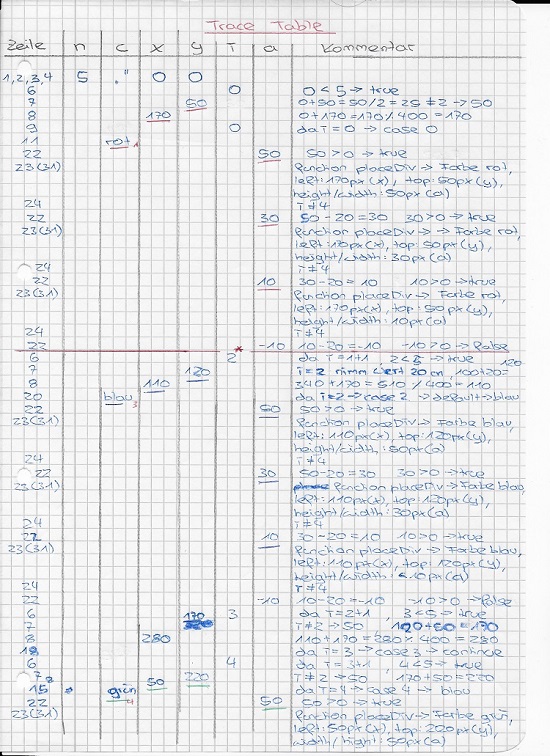 Trace Table
Zeile n c x y i a Kommentar
1,2,3,4 5 "" 0 0
6 0 0<5 → true
7 50 0+50=50/2=25 ≠2 → 50
8 170 0+170=170%400=170
9 0 da i=0 → case 0
11 rot
22 50 50>0 → true
23(31) Function placeDiv → Farbe rot,
left:170px(x), top:50px(y),
height/width:50px(a)
24 i≠4
22 30 50-20=30 30>0 → true
23(31) Function placeDiv → Farbe rot,
left:170px(x), top:50px(y),
height/width:30px(a)
24 i≠4
22 10 30-20=10 10>0 → true
23(31) Function placeDiv → Farbe rot,
left:170px(x), top:50px(y),
height/width:10px(a)
24 i≠4
22 -10 10-20=-10 -10>0 → false
6 2* da i=1+1, 2<5 → true
7 120 i=2 nimm Wert 20 an, 100+20= 120
8 110 340+170=510%400=110
20 blau da i=2 → case 2 → default → blau
22 50 50>0 → true
23(31) Function placeDiv → Farbe blau,
left:110px(x), top:120px(y),
height/width:50px(a)
24 i≠4
22 30 50-20=30 30>0 → true
23(31) Function placeDiv → Farbe blau,
left:110px(x), top:120px(y),
height/width:30px(a)
24 i≠4
22 10 30-20=10 10>0 → true
23(31) Function placeDiv → Farbe blau,
left:110px(x), top:120px(y),
height/width:10px(a)
24 i≠4
22 -10 10-20=-10 -10>0 → false
6 3 da i=2+1, 3<5 → true
7 170 i≠2 → 50 120+50=170
8 280 110+170=280%400=280
18 da i=3 → case 3 → continue
6 4 da i=3+1, 4<5 → true
7 220 i≠2 → 50 170+50=220
8 50
15 grün da i=4 → case 4 → blau
22 50 50>0 → true
23(31) Function placeDiv → Farbe grün,
left:50px(x), top:220px(y),
width/hight:50px(a)